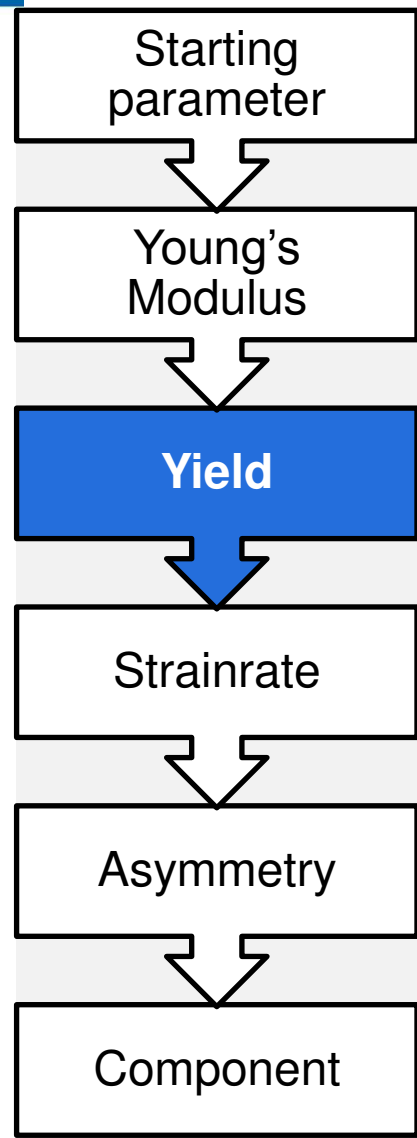 Starting
parameter
Young’s
Modulus
Yield
Strainrate
Asymmetry
Component